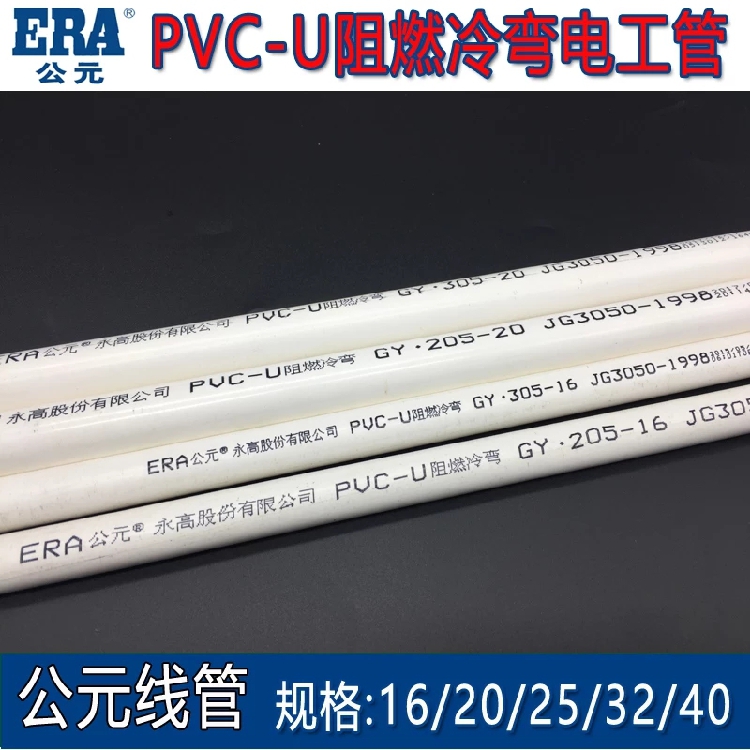 ERA®
公元
PVC-U阻燃冷弯电工管
ERA公元® 永高股份有限公司 PVC-U阻燃冷弯 GY·305-20 JG3050-1998
永高股份有限公司 PVC-U阻燃冷弯 GY·205-20 JG3050-1998
ERA公元® 永高股份有限公司 PVC-U阻燃冷弯 GY·305-16 JG3050-1998
ERA公元® 永高股份有限公司 PVC-U阻燃冷弯 GY·205-16 JG305
公元线管
规格:16/20/25/32/40